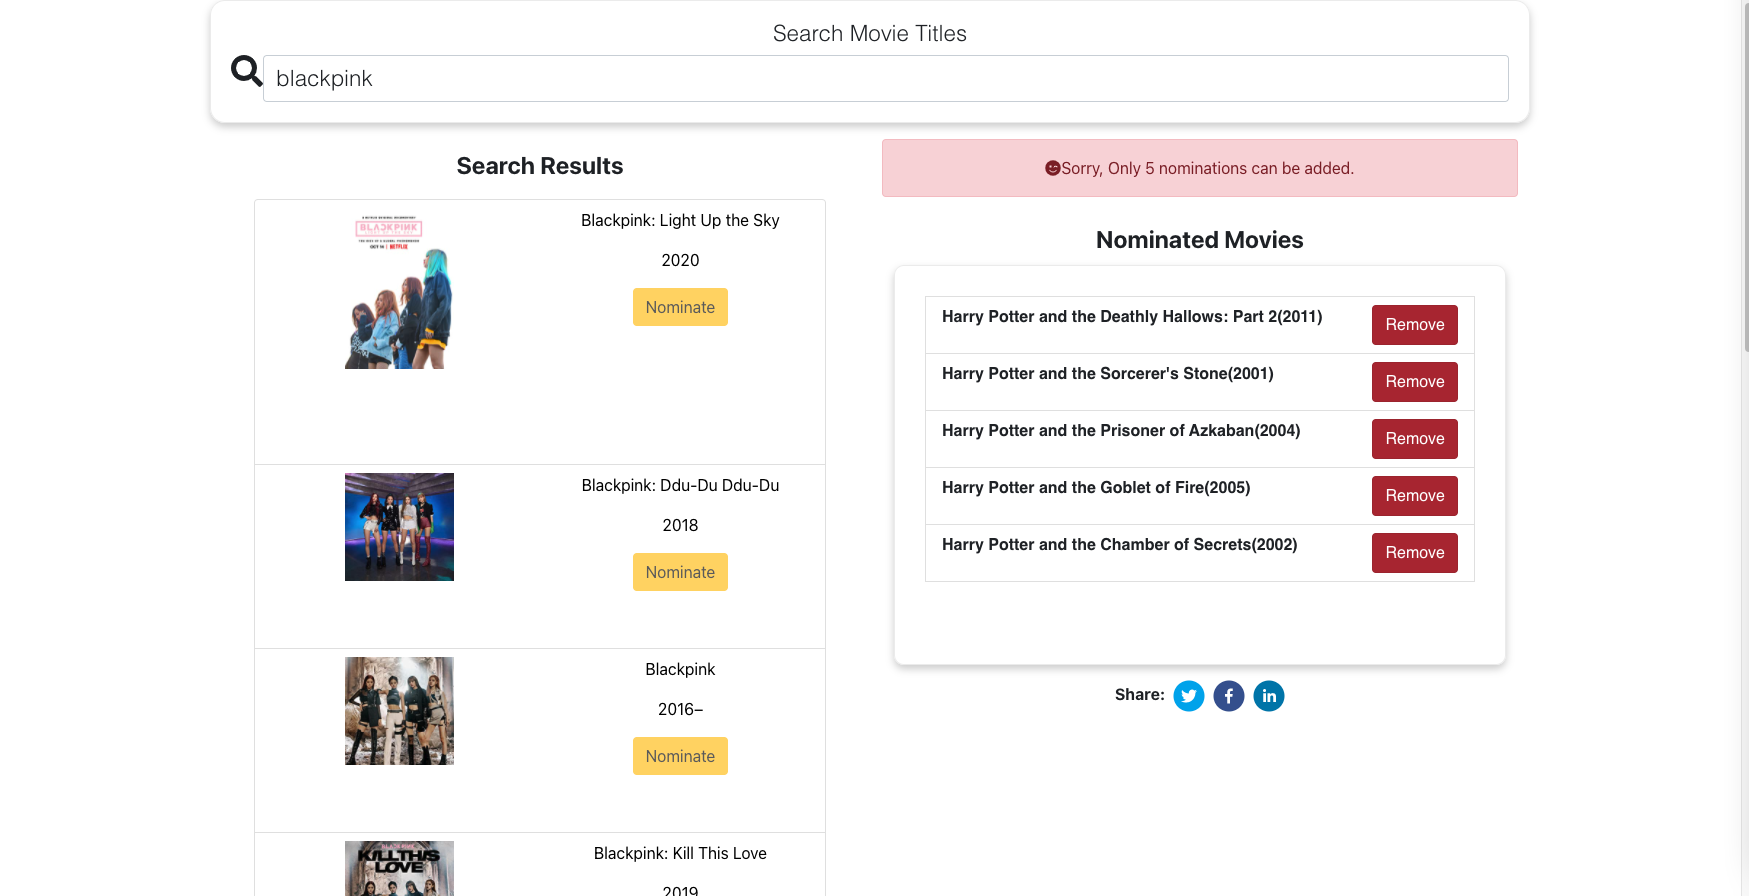 Search Movie Titles
blackpink
Search Results
BLACKPINK
NETFLIX
Blackpink: Light Up the Sky
2020
Nominate
Blackpink: Ddu-Du Ddu-Du
2018
Nominate
Blackpink
2016–
Nominate
BLACKPINK
KILL THIS
LOVE
Blackpink: Kill This Love
2019
Sorry, Only 5 nominations can be added.
Nominated Movies
Harry Potter and the Deathly Hallows: Part 2(2011)
Remove
Harry Potter and the Sorcerer's Stone(2001)
Remove
Harry Potter and the Prisoner of Azkaban(2004)
Remove
Harry Potter and the Goblet of Fire(2005)
Remove
Harry Potter and the Chamber of Secrets(2002)
Remove
Share: